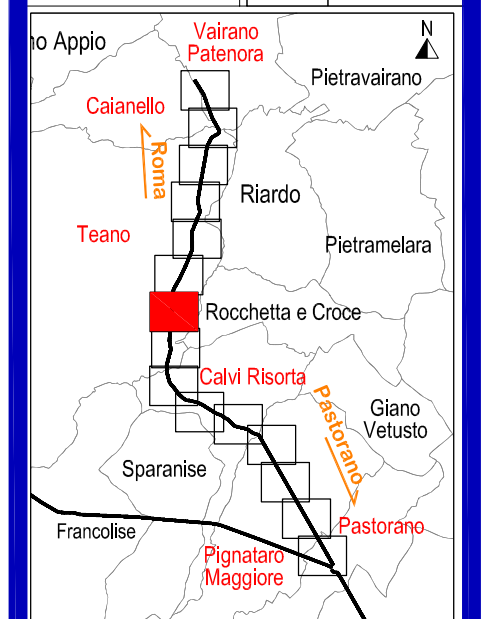 Vairano
Patenora
N
no Appio
Pietravairano
Caianello
Roma
Riardo
Teano
Pietramelara
Rocchetta e Croce
Calvi Risorta
Pastorano
Giano
Vetusto
Sparanise
Francolise
Pastorano
Pignataro
Maggiore